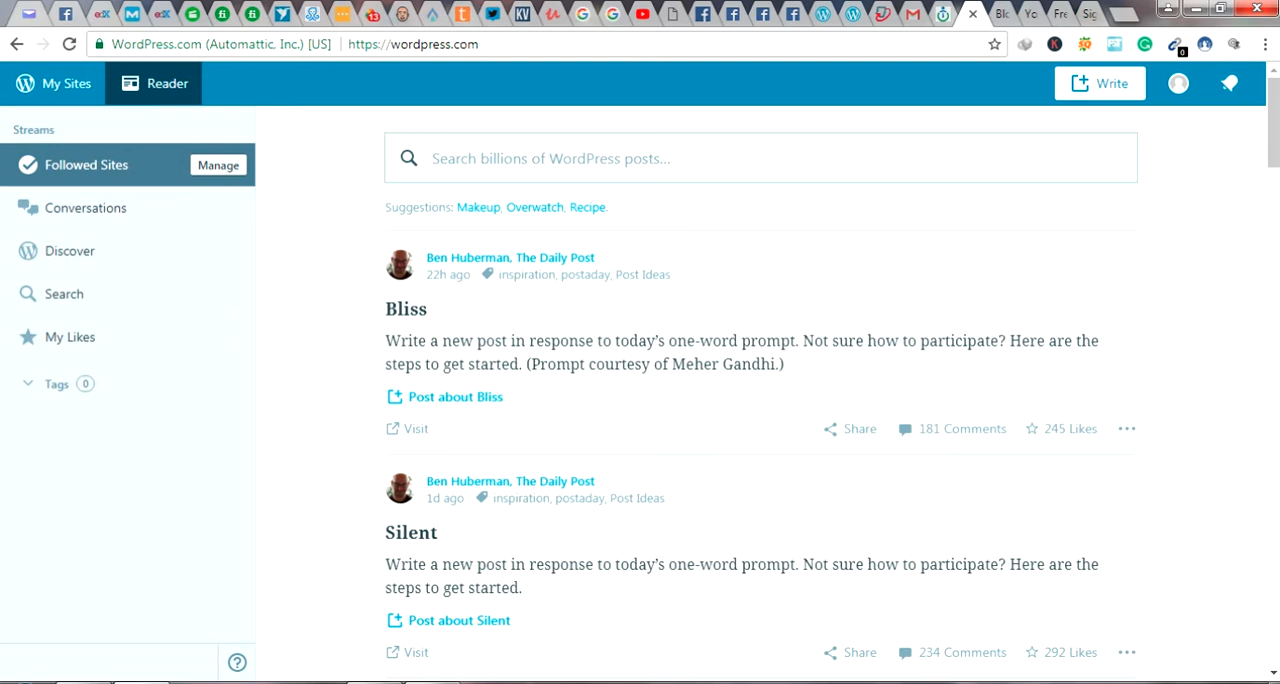 Blo
Yo
Fre
Sig
WordPress.com (Automattic, Inc.) [US] https://wordpress.com
0
My Sites
Reader
Write
Streams
Followed Sites
Manage
Conversations
Discover
Search
My Likes
Tags 0
Search billions of WordPress posts...
Suggestions: Makeup, Overwatch, Recipe.
Ben Huberman, The Daily Post
22h ago inspiration, postaday, Post Ideas
Bliss
Write a new post in response to today’s one-word prompt. Not sure how to participate? Here are the
steps to get started. (Prompt courtesy of Meher Gandhi.)
Post about Bliss
Visit
Share 181 Comments 245 Likes
Ben Huberman, The Daily Post
1d ago inspiration, postaday, Post Ideas
Silent
Write a new post in response to today’s one-word prompt. Not sure how to participate? Here are the
steps to get started.
Post about Silent
Visit
Share 234 Comments 292 Likes